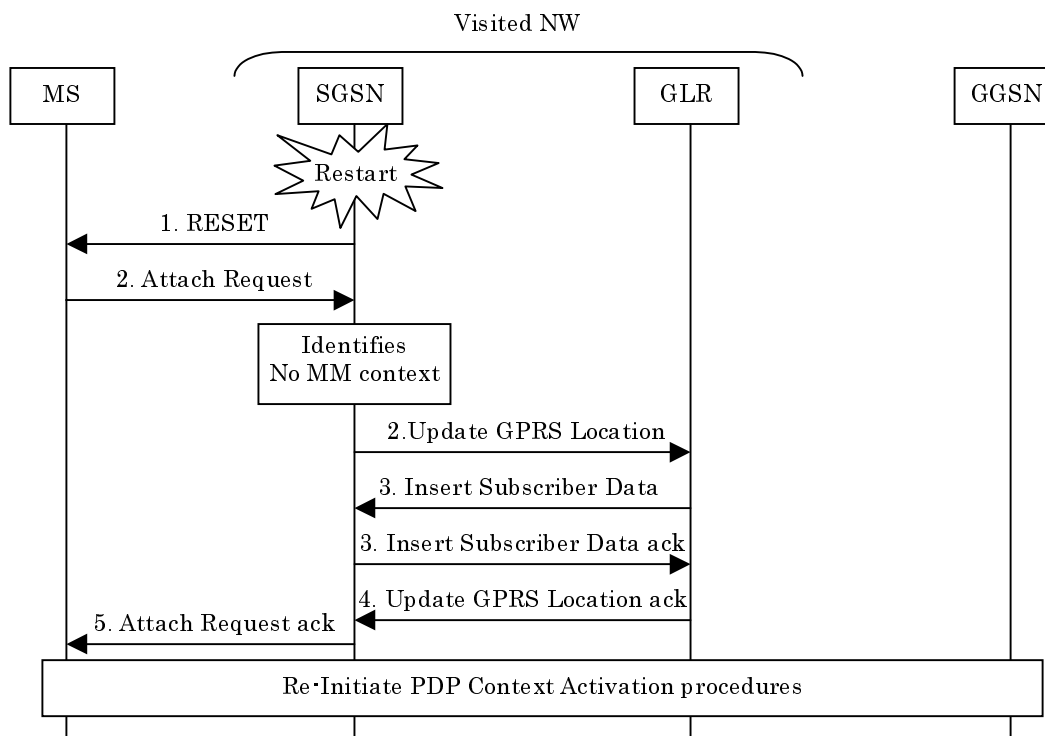 Visited NW
MS
SGSN
GLR
GGSN
Restart
1. RESET
2. Attach Request
Identifies
No MM context
2.Update GPRS Location
3. Insert Subscriber Data
3. Insert Subscriber Data ack
4. Update GPRS Location ack
5. Attach Request ack
Re-Initiate PDP Context Activation procedures